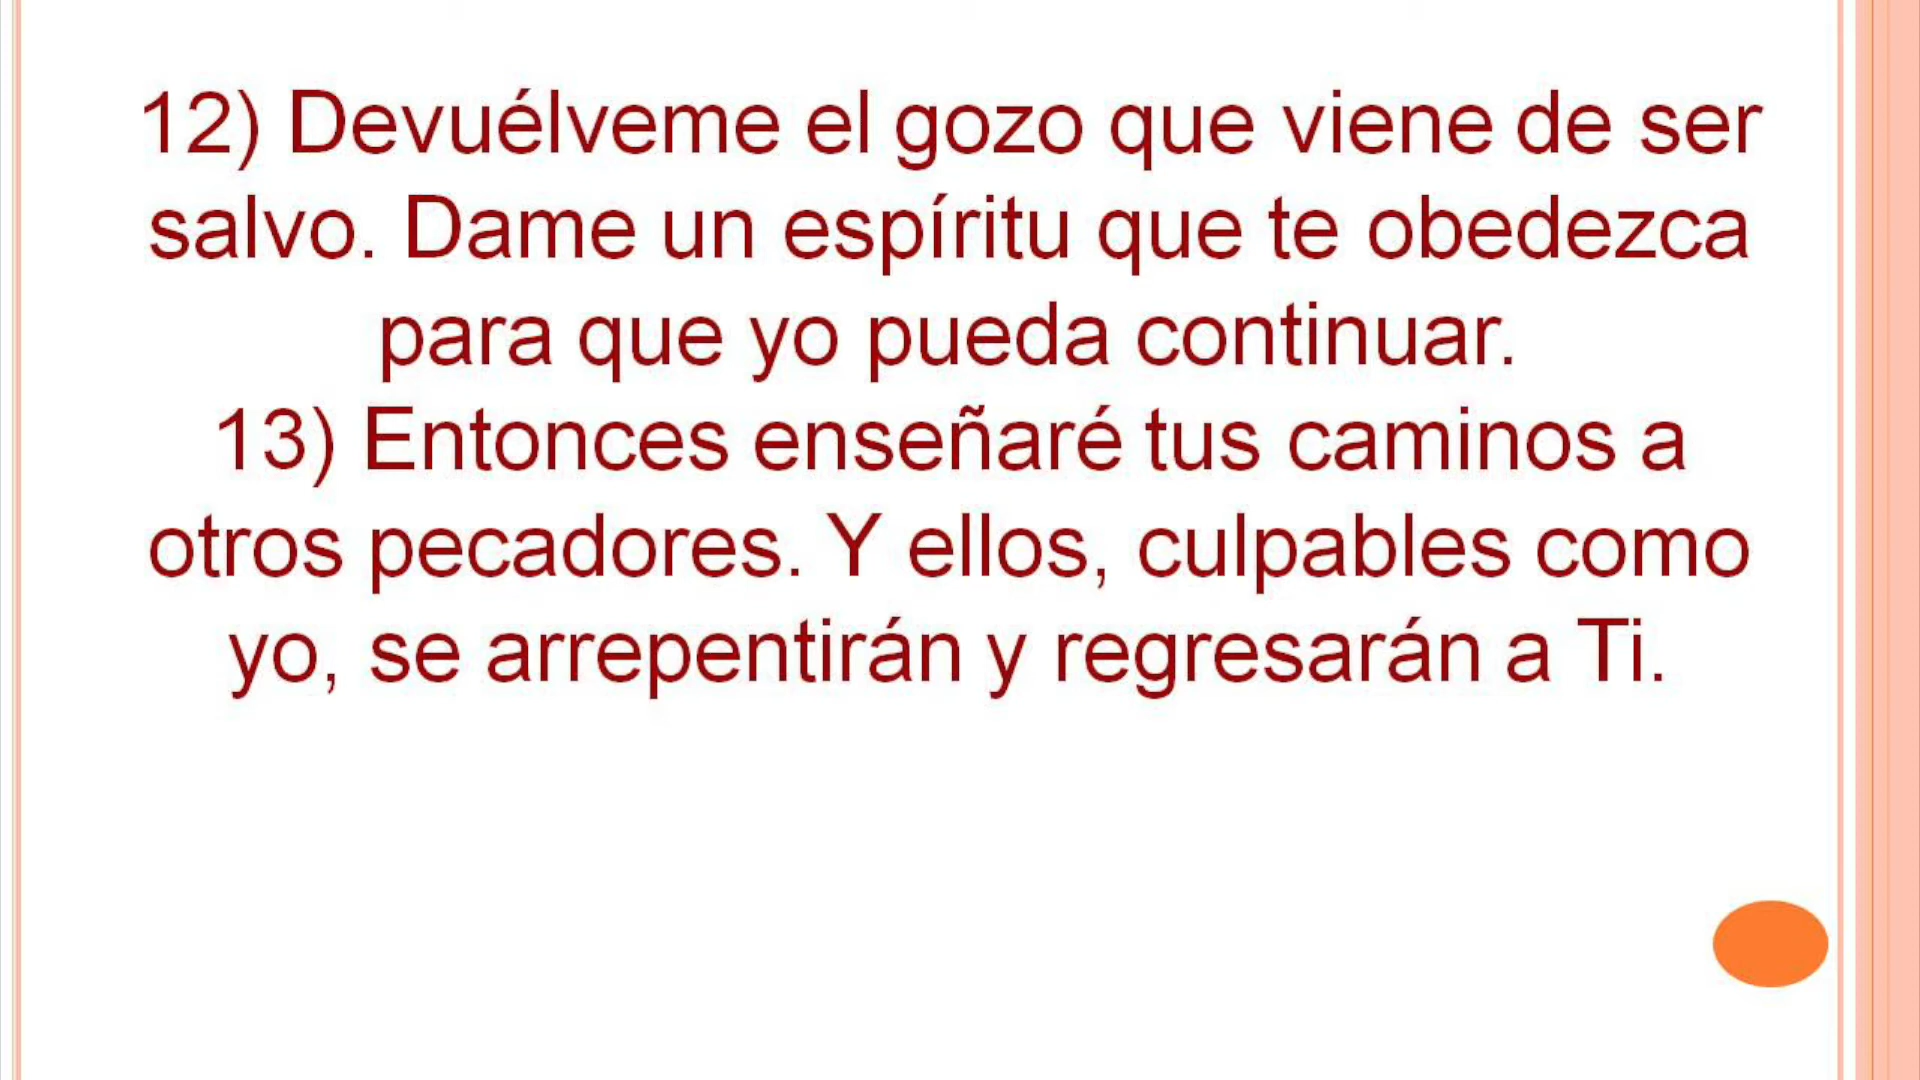 12) Devuélveme el gozo que viene de ser
salvo. Dame un espíritu que te obedezca
para que yo pueda continuar.
13) Entonces enseñaré tus caminos a
otros pecadores. Y ellos, culpables como
yo, se arrepentirán y regresarán a Ti.